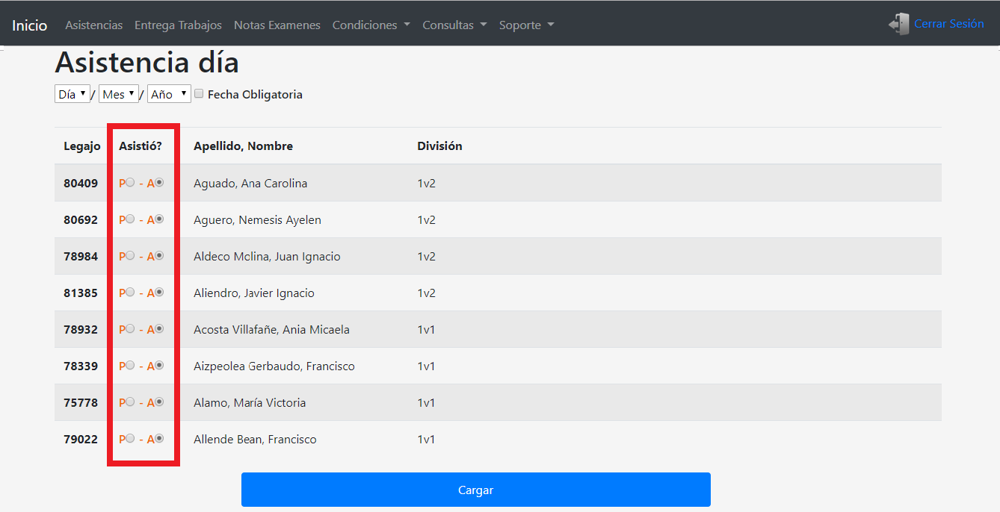 Inicio Asistencias Entrega Trabajos Notas Examenes Condiciones Consultas Soporte Cerrar Sesión
Asistencia día
Día / Mes / Año Fecha Obligatoria
Legajo Asistió? Apellido, Nombre División
80409 P - A Aguado, Ana Carolina 1v2
80692 P - A Aguero, Nemesis Ayelen 1v2
78984 P - A Aldeco Molina, Juan Ignacio 1v2
81385 P - A Aliendro, Javier Ignacio 1v2
78932 P - A Acosta Villafañe, Ania Micaela 1v1
78339 P - A Aizpeolea Gerbaudo, Francisco 1v1
75778 P - A Alamo, María Victoria 1v1
79022 P - A Allende Bean, Francisco 1v1
Cargar